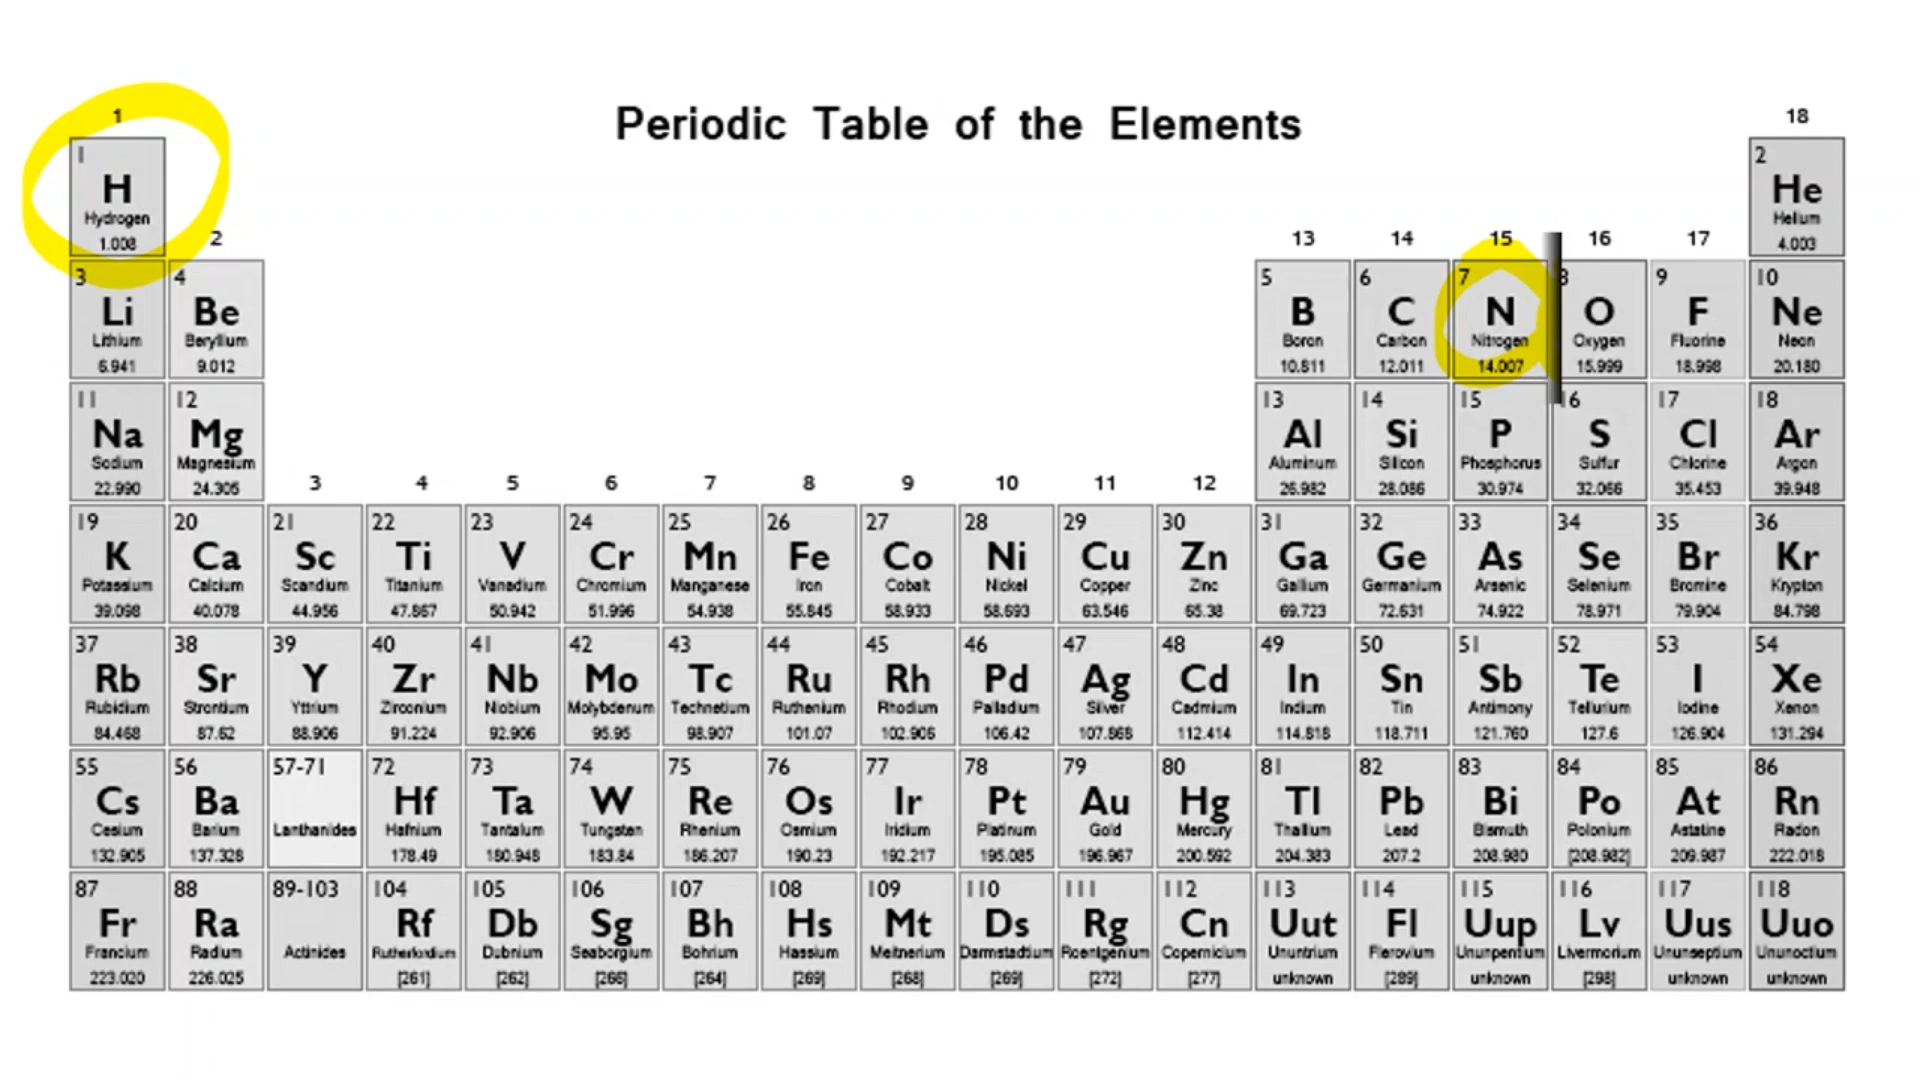 1
Periodic Table of the Elements
18
1
H
Hydrogen
1.008
2
He
Helium
4.003
2
13 14 15 16 17
3 4 5 6 7 8 9 10
Li Be B C N O F Ne
Lithium Beryllium Boron Carbon Nitrogen Oxygen Fluorine Neon
6.941 9.012 10.811 12.011 14.007 15.999 18.998 20.180
11 12 13 14 15 16 17 18
Na Mg Al Si P S Cl Ar
Sodium Magnesium Aluminum Silicon Phosphorus Sulfur Chlorine Argon
22.990 24.305 26.982 28.086 30.974 32.066 35.453 39.948
3 4 5 6 7 8 9 10 11 12
19 20 21 22 23 24 25 26 27 28 29 30 31 32 33 34 35 36
K Ca Sc Ti V Cr Mn Fe Co Ni Cu Zn Ga Ge As Se Br Kr
Potassium Calcium Scandium Titanium Vanadium Chromium Manganese Iron Cobalt Nickel Copper Zinc Gallium Germanium Arsenic Selenium Bromine Krypton
39.098 40.078 44.956 47.867 50.942 51.996 54.938 55.845 58.933 58.693 63.546 65.38 69.723 72.631 74.922 78.971 79.904 84.798
37 38 39 40 41 42 43 44 45 46 47 48 49 50 51 52 53 54
Rb Sr Y Zr Nb Mo Tc Ru Rh Pd Ag Cd In Sn Sb Te I Xe
Rubidium Strontium Yttrium Zirconium Niobium Molybdenum Technetium Ruthenium Rhodium Palladium Silver Cadmium Indium Tin Antimony Tellurium Iodine Xenon
84.468 87.62 88.906 91.224 92.906 95.95 98.907 101.07 102.906 106.42 107.868 112.414 114.818 118.711 121.760 127.6 126.904 131.294
55 56 57-71 72 73 74 75 76 77 78 79 80 81 82 83 84 85 86
Cs Ba Hf Ta W Re Os Ir Pt Au Hg Tl Pb Bi Po At Rn
Cesium Barium Lanthanides Hafnium Tantalum Tungsten Rhenium Osmium Iridium Platinum Gold Mercury Thallium Lead Bismuth Polonium Astatine Radon
132.905 137.328 178.49 180.948 183.84 186.207 190.23 192.217 195.085 196.967 200.592 204.383 207.2 208.980 [208.982] 209.987 222.018
87 88 89-103 104 105 106 107 108 109 110 111 112 113 114 115 116 117 118
Fr Ra Rf Db Sg Bh Hs Mt Ds Rg Cn Uut Fl Uup Lv Uus Uuo
Francium Radium Actinides Rutherfordium Dubnium Seaborgium Bohrium Hassium Meitnerium Darmstadtium Roentgenium Copernicium Ununtrium Flerovium Ununpentium Livermorium Ununseptium Ununoctium
223.020 226.025 [261] [262] [266] [264] [269] [268] [269] [272] [277] unknown [289] unknown [298] unknown unknown